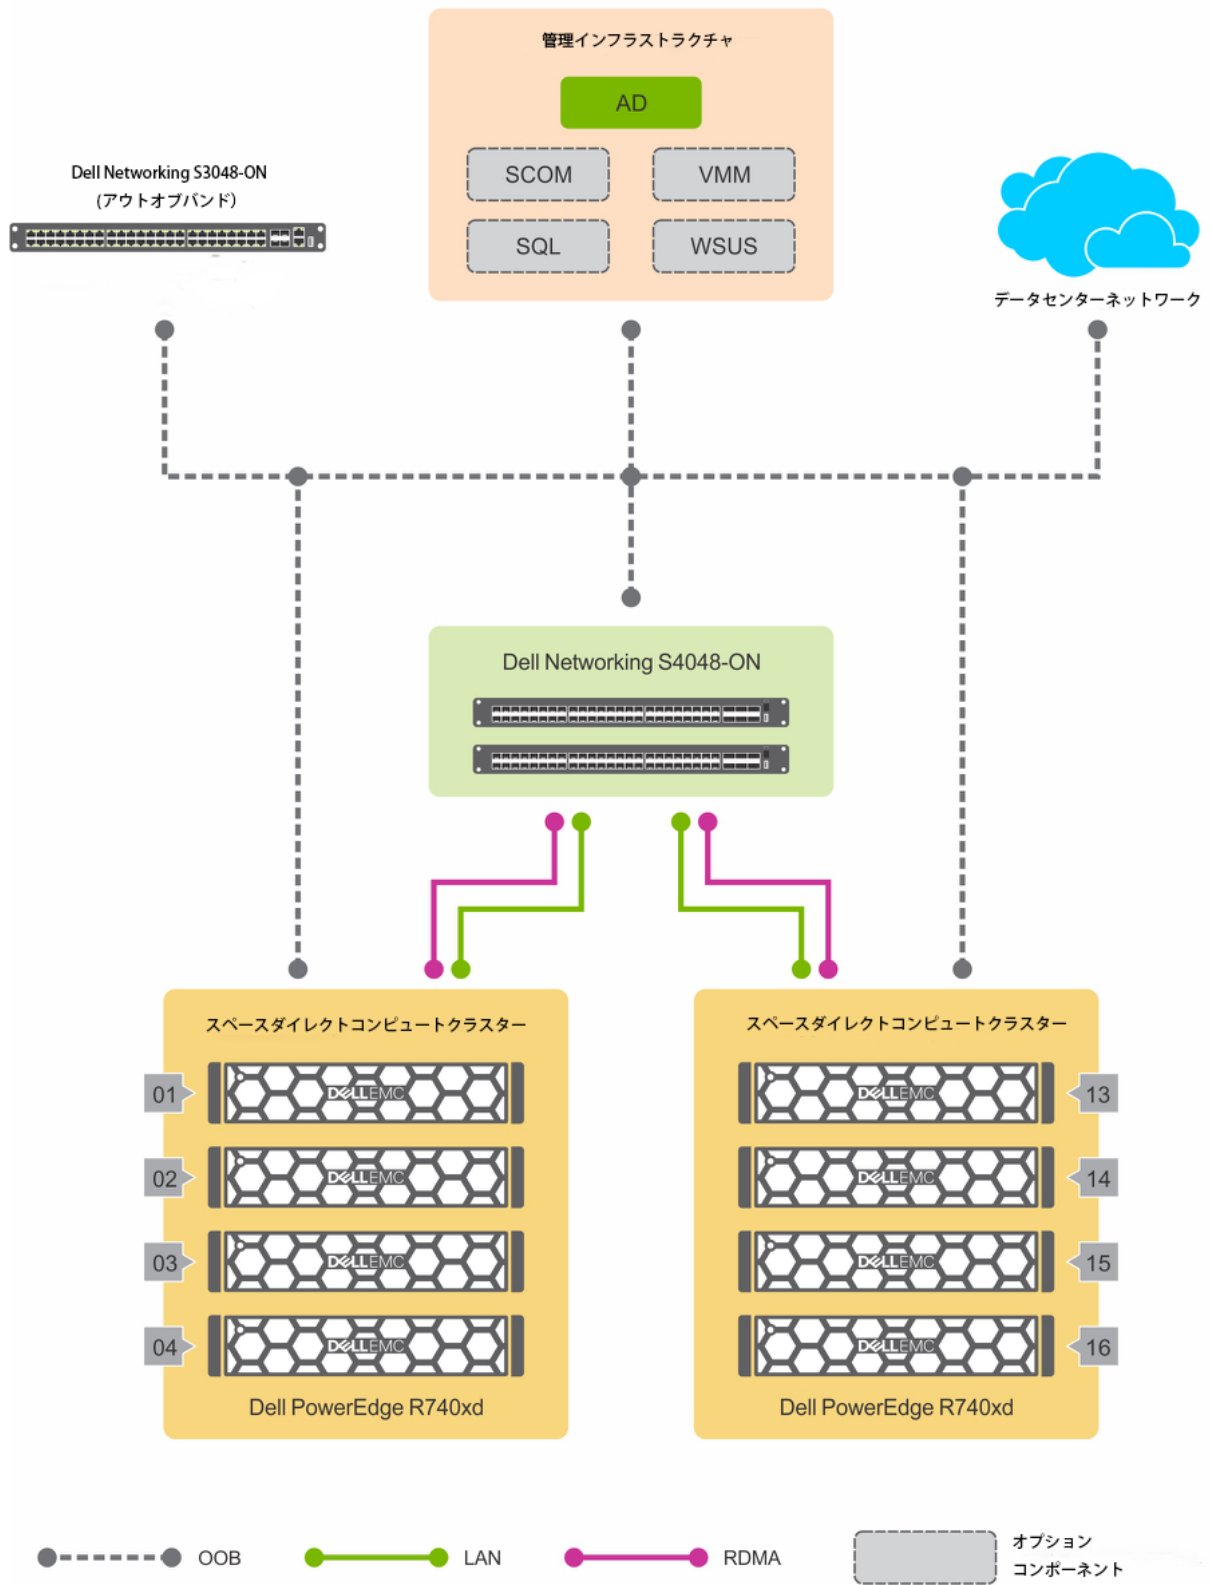 管理インフラストラクチャ
AD
SCOM
VMM
SQL
WSUS
Dell Networking S3048-ON
(アウトオブバンド)
データセンターネットワーク
Dell Networking S4048-ON
スペースダイレクトコンピュートクラスター
01
DELLEMC
02
DELLEMC
03
DELLEMC
04
DELLEMC
Dell PowerEdge R740xd
スペースダイレクトコンピュートクラスター
DELLEMC
13
DELLEMC
14
DELLEMC
15
DELLEMC
16
Dell PowerEdge R740xd
OOB
LAN
RDMA
オプション
コンポーネント